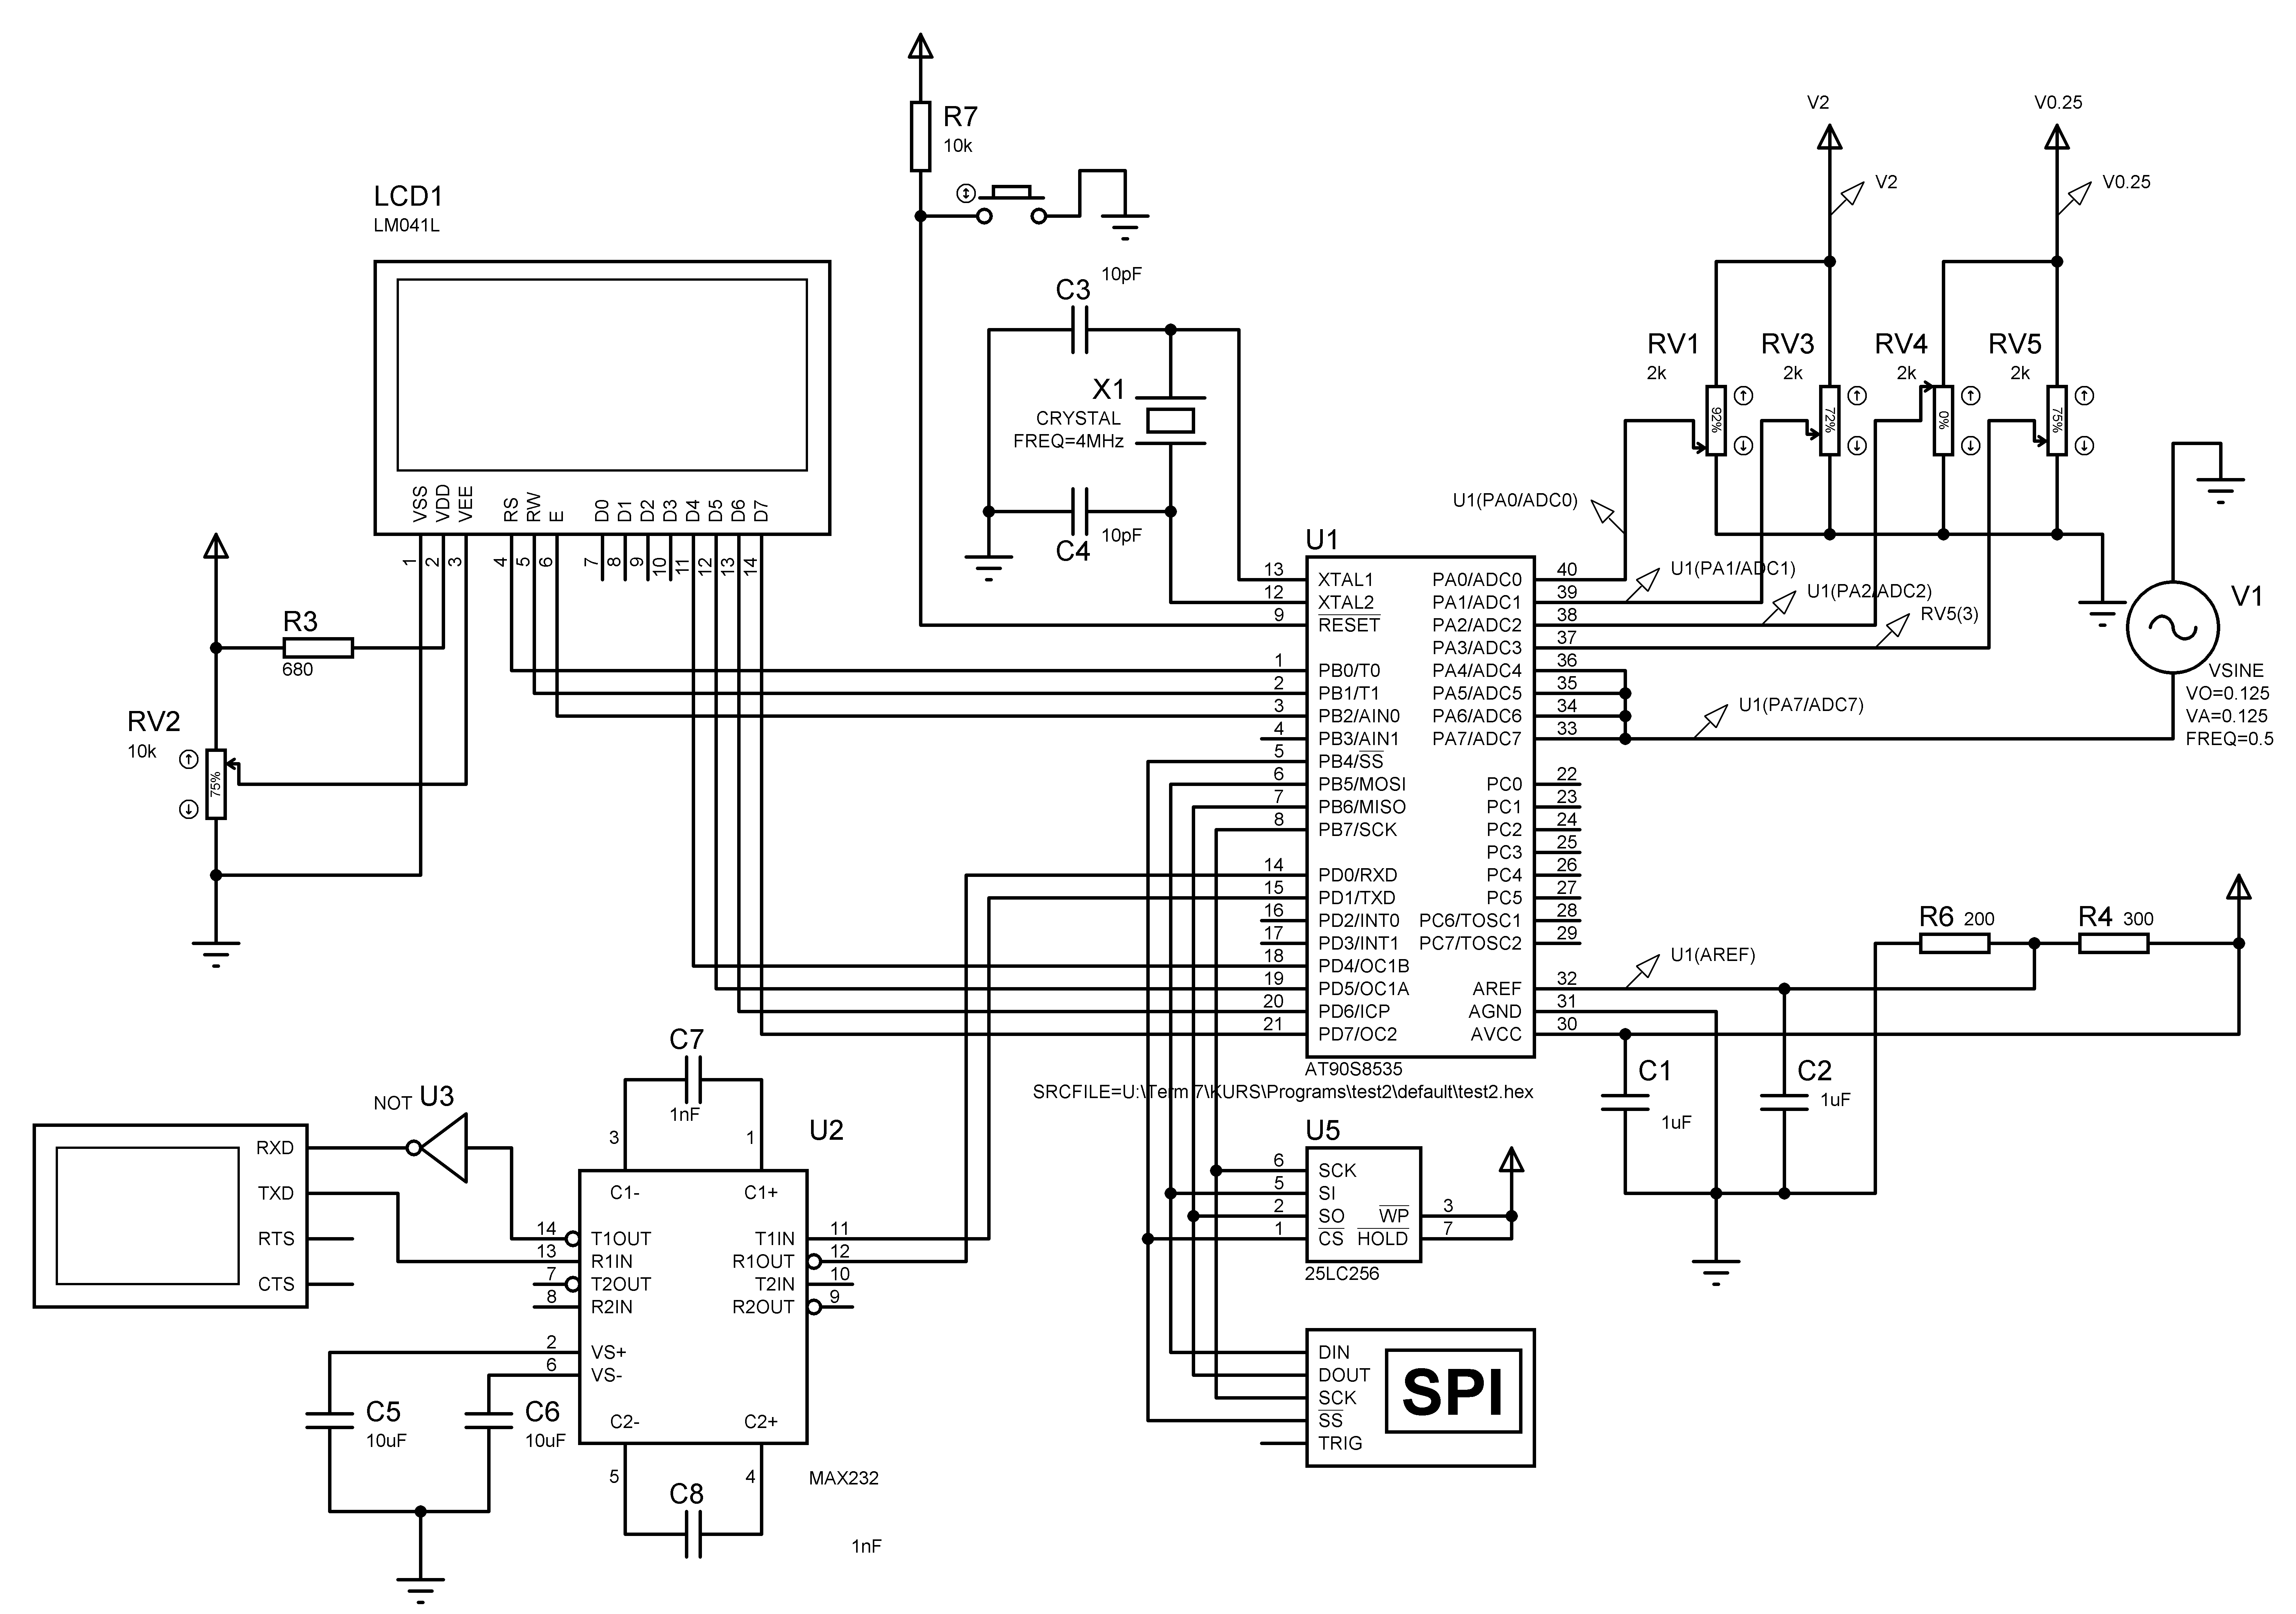 V2
V0.25
R7
10k
V2
V0.25
LCD1
LM041L
10pF
C3
RV1
2k
RV3
2k
RV4
2k
RV5
2k
92%
72%
0%
75%
X1
CRYSTAL
FREQ=4MHz
C4
10pF
VSS
VDD
VEE
RS
RW
E
D0
D1
D2
D3
D4
D5
D6
D7
1
2
3
4
5
6
7
8
9
10
11
12
13
14
R3
680
RV2
10k
75%
U1(PA0/ADC0)
U1(PA1/ADC1)
U1(PA2/ADC2)
RV5(3)
U1(PA7/ADC7)
V1
VSINE
VO=0.125
VA=0.125
FREQ=0.5
U1
13 XTAL1 PA0/ADC0 40
12 XTAL2 PA1/ADC1 39
9 RESET PA2/ADC2 38
PA3/ADC3 37
1 PB0/T0 PA4/ADC4 36
2 PB1/T1 PA5/ADC5 35
3 PB2/AIN0 PA6/ADC6 34
4 PB3/AIN1 PA7/ADC7 33
5 PB4/SS
6 PB5/MOSI PC0 22
7 PB6/MISO PC1 23
8 PB7/SCK PC2 24
PC3 25
14 PD0/RXD PC4 26
15 PD1/TXD PC5 27
16 PD2/INT0 PC6/TOSC1 28
17 PD3/INT1 PC7/TOSC2 29
18 PD4/OC1B
19 PD5/OC1A AREF 32
20 PD6/ICP AGND 31
21 PD7/OC2 AVCC 30
AT90S8535
SRCFILE=U:\Term 7\KURS\Programs\test2\default\test2.hex
R6 200
R4 300
U1(AREF)
C1
1uF
C2
1uF
C7
1nF
NOT U3
RXD
TXD
RTS
CTS
U2
3
1
C1-
C1+
14 T1OUT T1IN 11
13 R1IN R1OUT 12
7 T2OUT T2IN 10
8 R2IN R2OUT 9
2 VS+
6 VS-
C2-
C2+
5
4
MAX232
C5
10uF
C6
10uF
C8
1nF
U5
6 SCK
5 SI
2 SO WP 3
1 CS HOLD 7
25LC256
DIN
DOUT
SCK
SS
TRIG
SPI